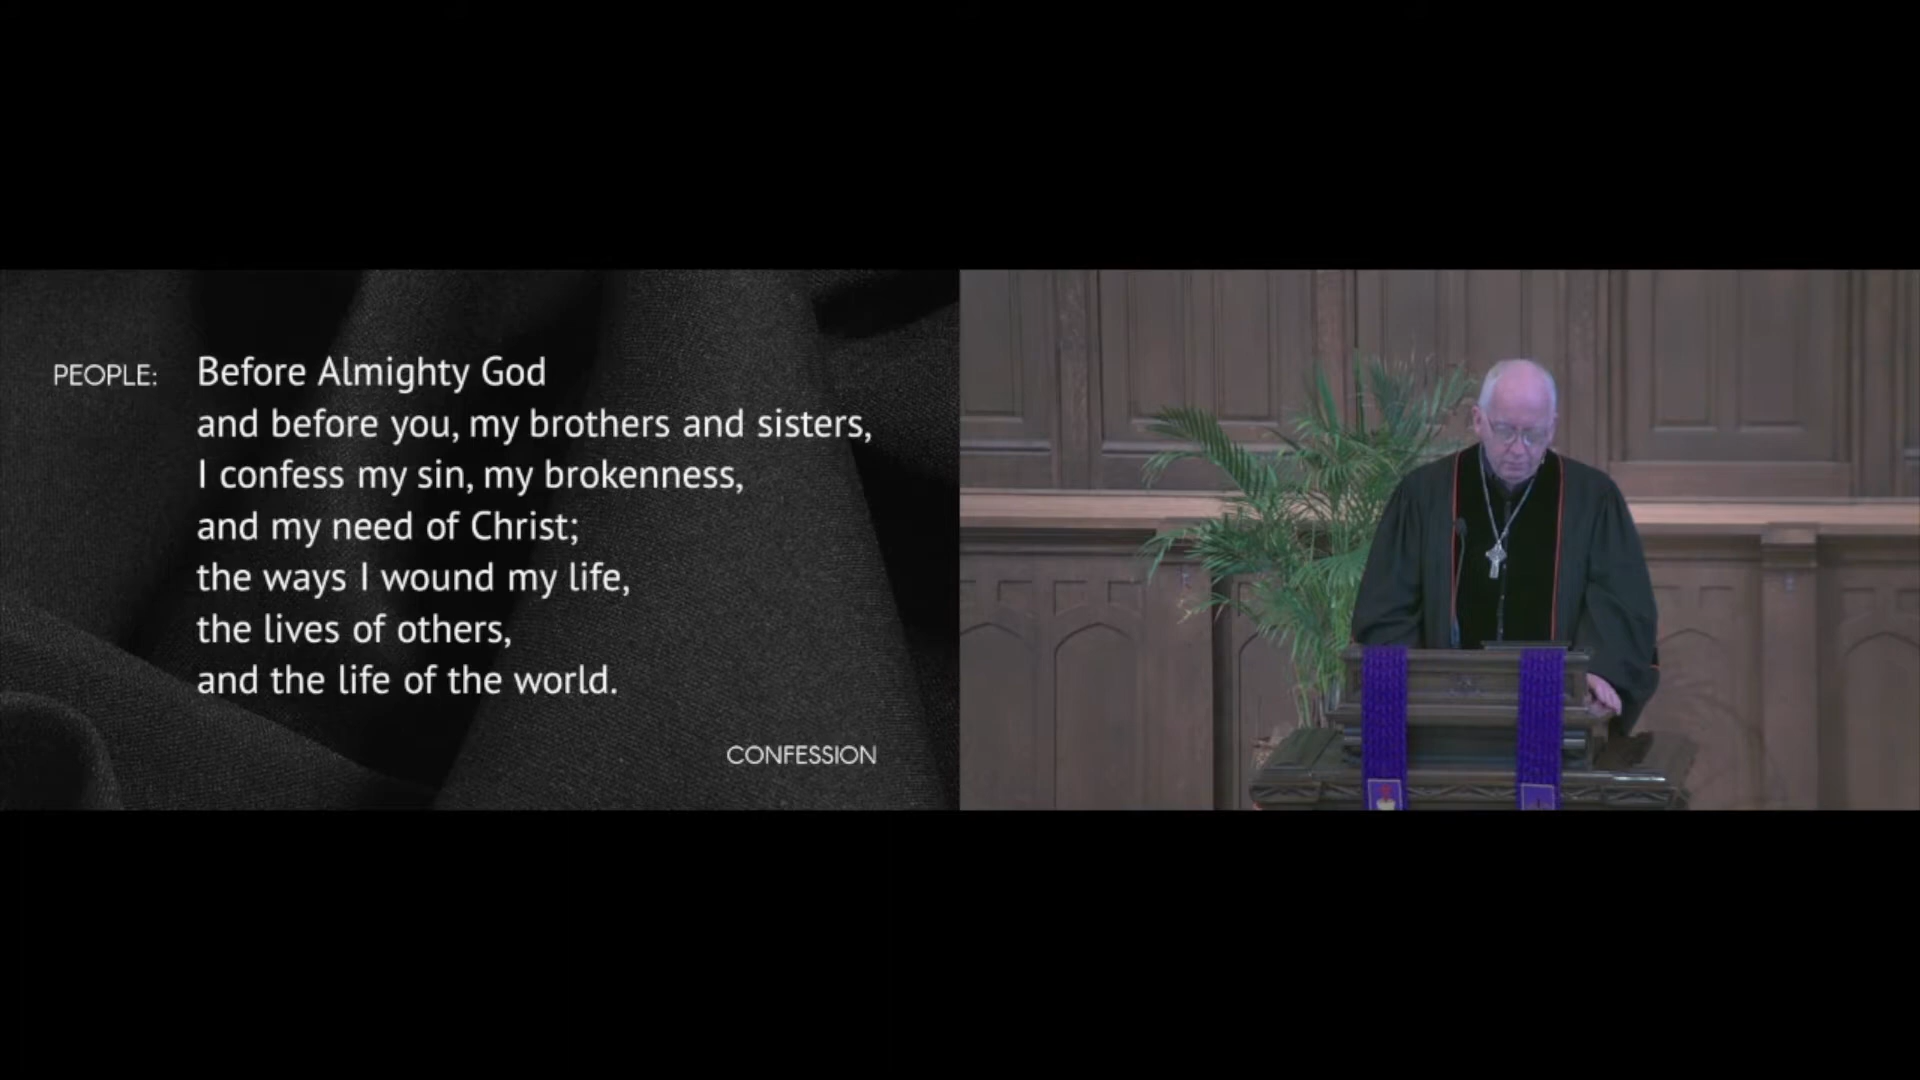 PEOPLE: Before Almighty God
and before you, my brothers and sisters,
I confess my sin, my brokenness,
and my need of Christ;
the ways I wound my life,
the lives of others,
and the life of the world.
CONFESSION